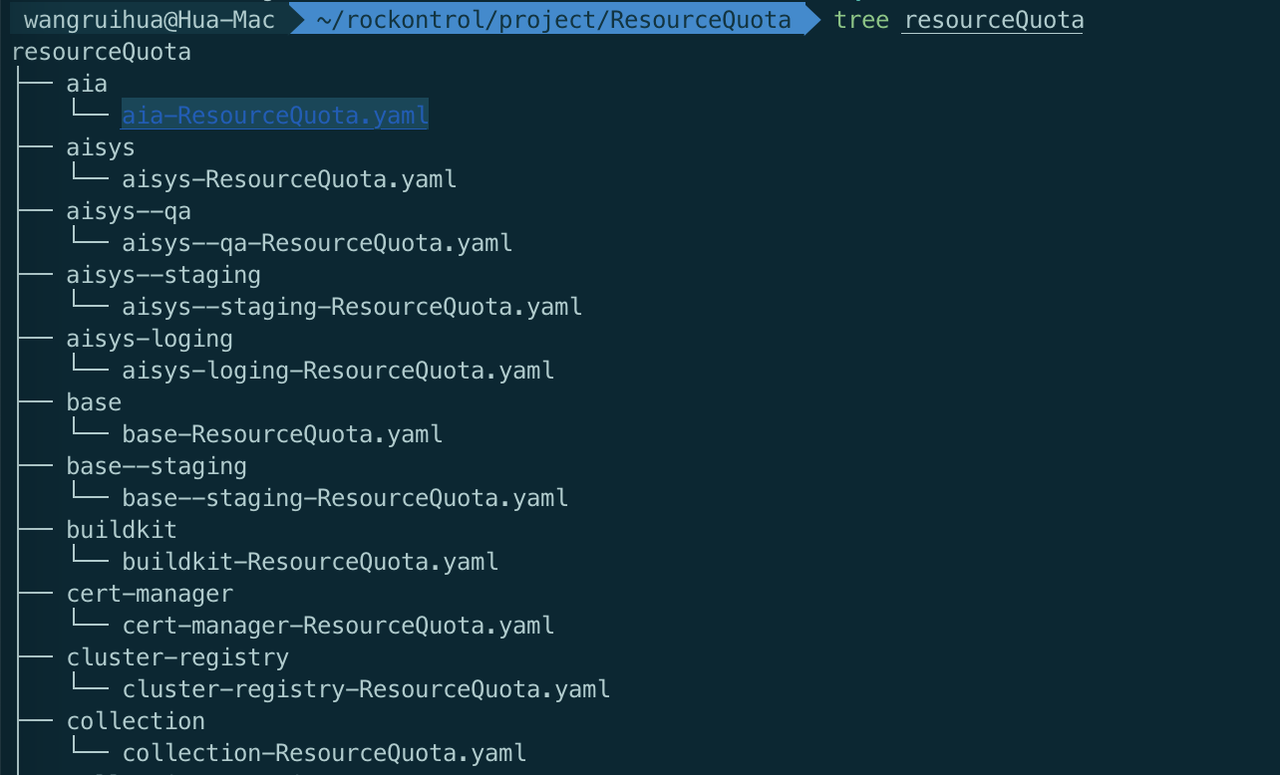 wangruihua@Hua-Mac ~/rockontrol/project/ResourceQuota tree resourceQuota
resourceQuota
├── aia
│   └── aia-ResourceQuota.yaml
├── aisys
│   └── aisys-ResourceQuota.yaml
├── aisys--qa
│   └── aisys--qa-ResourceQuota.yaml
├── aisys--staging
│   └── aisys--staging-ResourceQuota.yaml
├── aisys-loging
│   └── aisys-loging-ResourceQuota.yaml
├── base
│   └── base-ResourceQuota.yaml
├── base--staging
│   └── base--staging-ResourceQuota.yaml
├── buildkit
│   └── buildkit-ResourceQuota.yaml
├── cert-manager
│   └── cert-manager-ResourceQuota.yaml
├── cluster-registry
│   └── cluster-registry-ResourceQuota.yaml
├── collection
│   └── collection-ResourceQuota.yaml